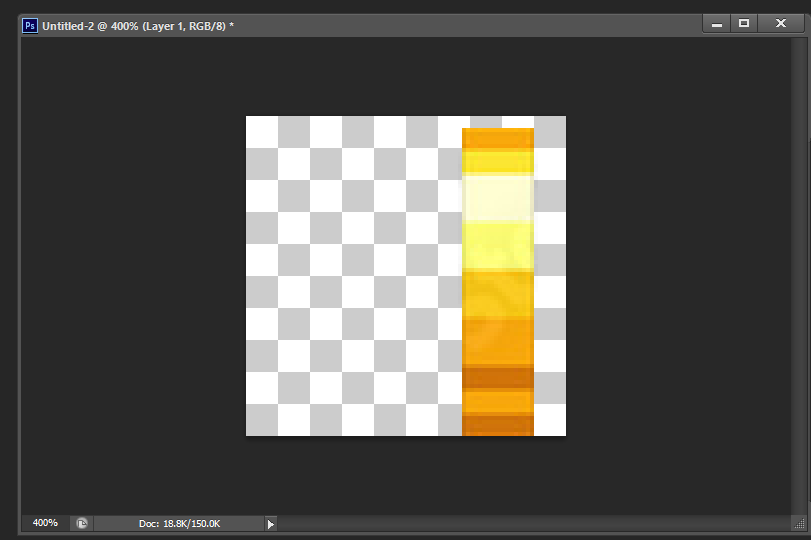 Ps Untitled-2 @ 400% (Layer 1, RGB/8) *
400% Doc: 18.8K/150.0K